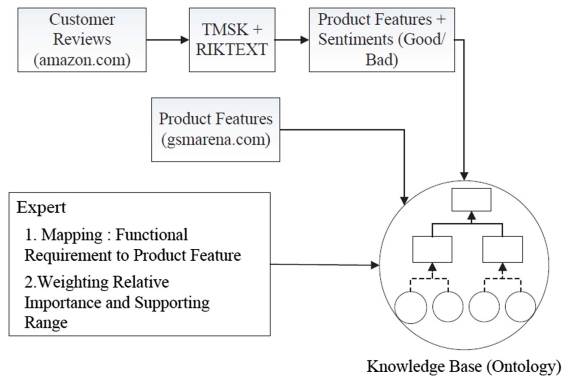 Customer
Reviews
(amazon.com)
TMSK +
RIKTEXT
Product Features +
Sentiments (Good/
Bad)
Product Features
(gsmarena.com)
Expert
1. Mapping : Functional
Requirement to Product Feature
2.Weighting Relative
Importance and Supporting
Range
Knowledge Base (Ontology)